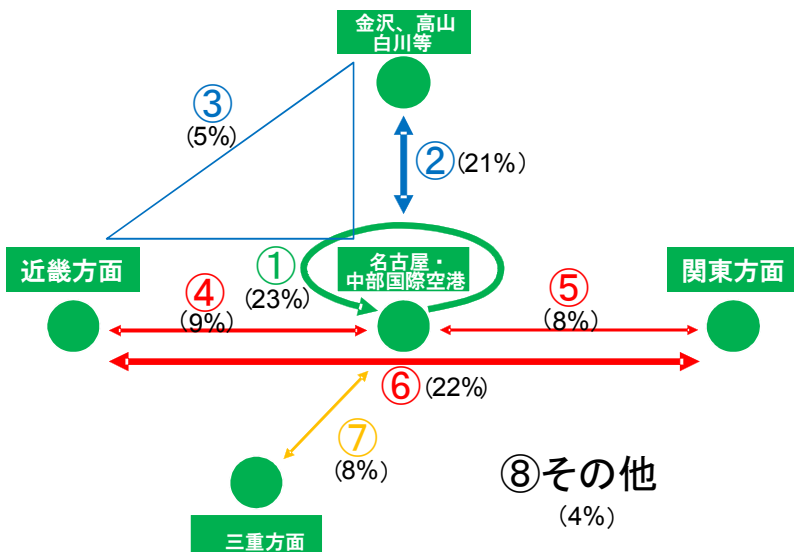 金沢、高山
白川等
③
(5%)
②(21%)
近畿方面
①
(23%)
名古屋・
中部国際空港
関東方面
④
(9%)
⑤
(8%)
⑥(22%)
⑦
(8%)
⑧その他
(4%)
三重方面